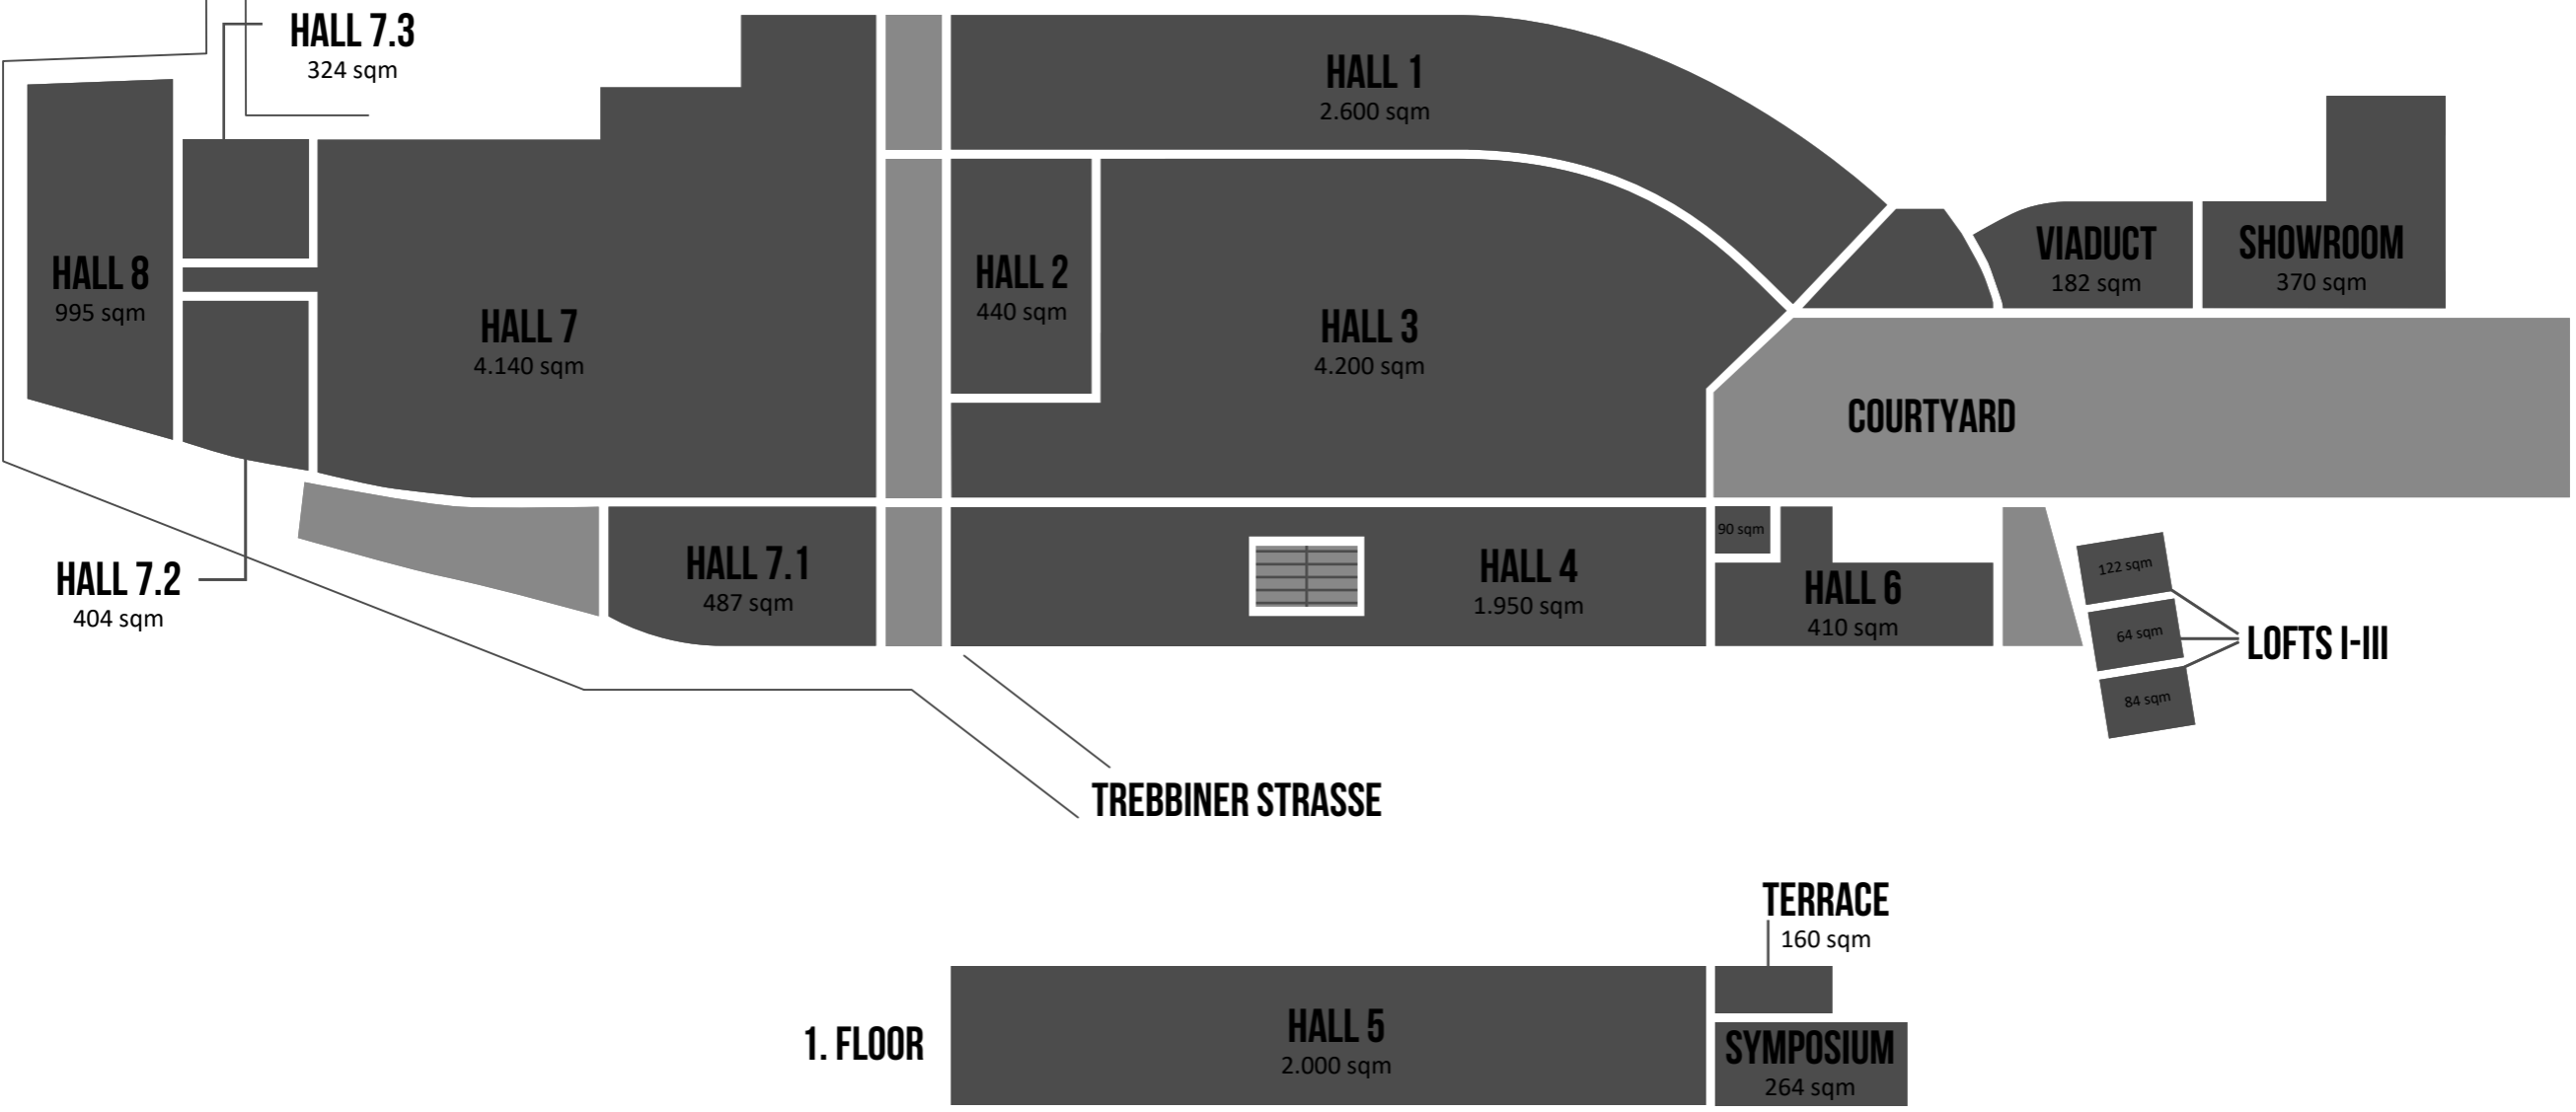 HALL 7.3
324 sqm
HALL 1
2.600 sqm
HALL 8
995 sqm
HALL 7
4.140 sqm
HALL 2
440 sqm
HALL 3
4.200 sqm
VIADUCT
182 sqm
SHOWROOM
370 sqm
COURTYARD
HALL 7.2
404 sqm
HALL 7.1
487 sqm
HALL 4
1.950 sqm
90 sqm
HALL 6
410 sqm
122 sqm
64 sqm
84 sqm
LOFTS I-III
TREBBINER STRASSE
TERRACE
160 sqm
1. FLOOR
HALL 5
2.000 sqm
SYMPOSIUM
264 sqm